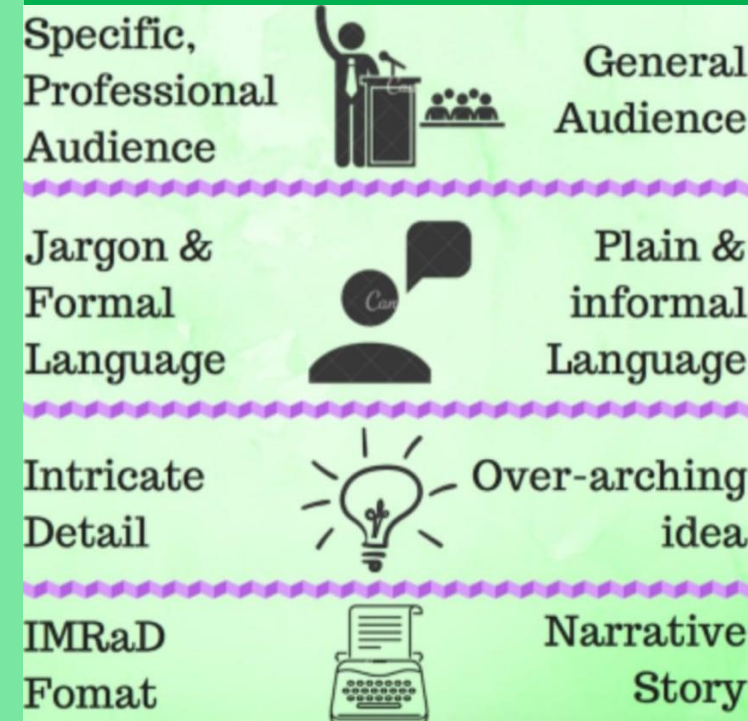 Specific,
Professional
Audience
General
Audience
Jargon &
Formal
Language
Plain &
informal
Language
Intricate
Detail
Over-arching
idea
IMRaD
Fomat
Narrative
Story